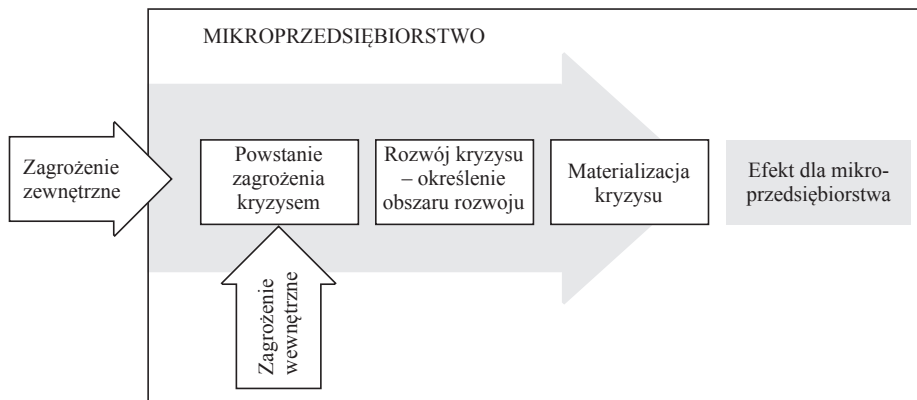 MIKROPRZEDSIĘBIORSTWO
Zagrożenie
zewnętrzne
Powstanie
zagrożenia
kryzysem
Rozwój kryzysu
– określenie
obszaru rozwoju
Materializacja
kryzysu
Efekt dla mikro-
przedsiębiorstwa
Zagrożenie
wewnętrzne